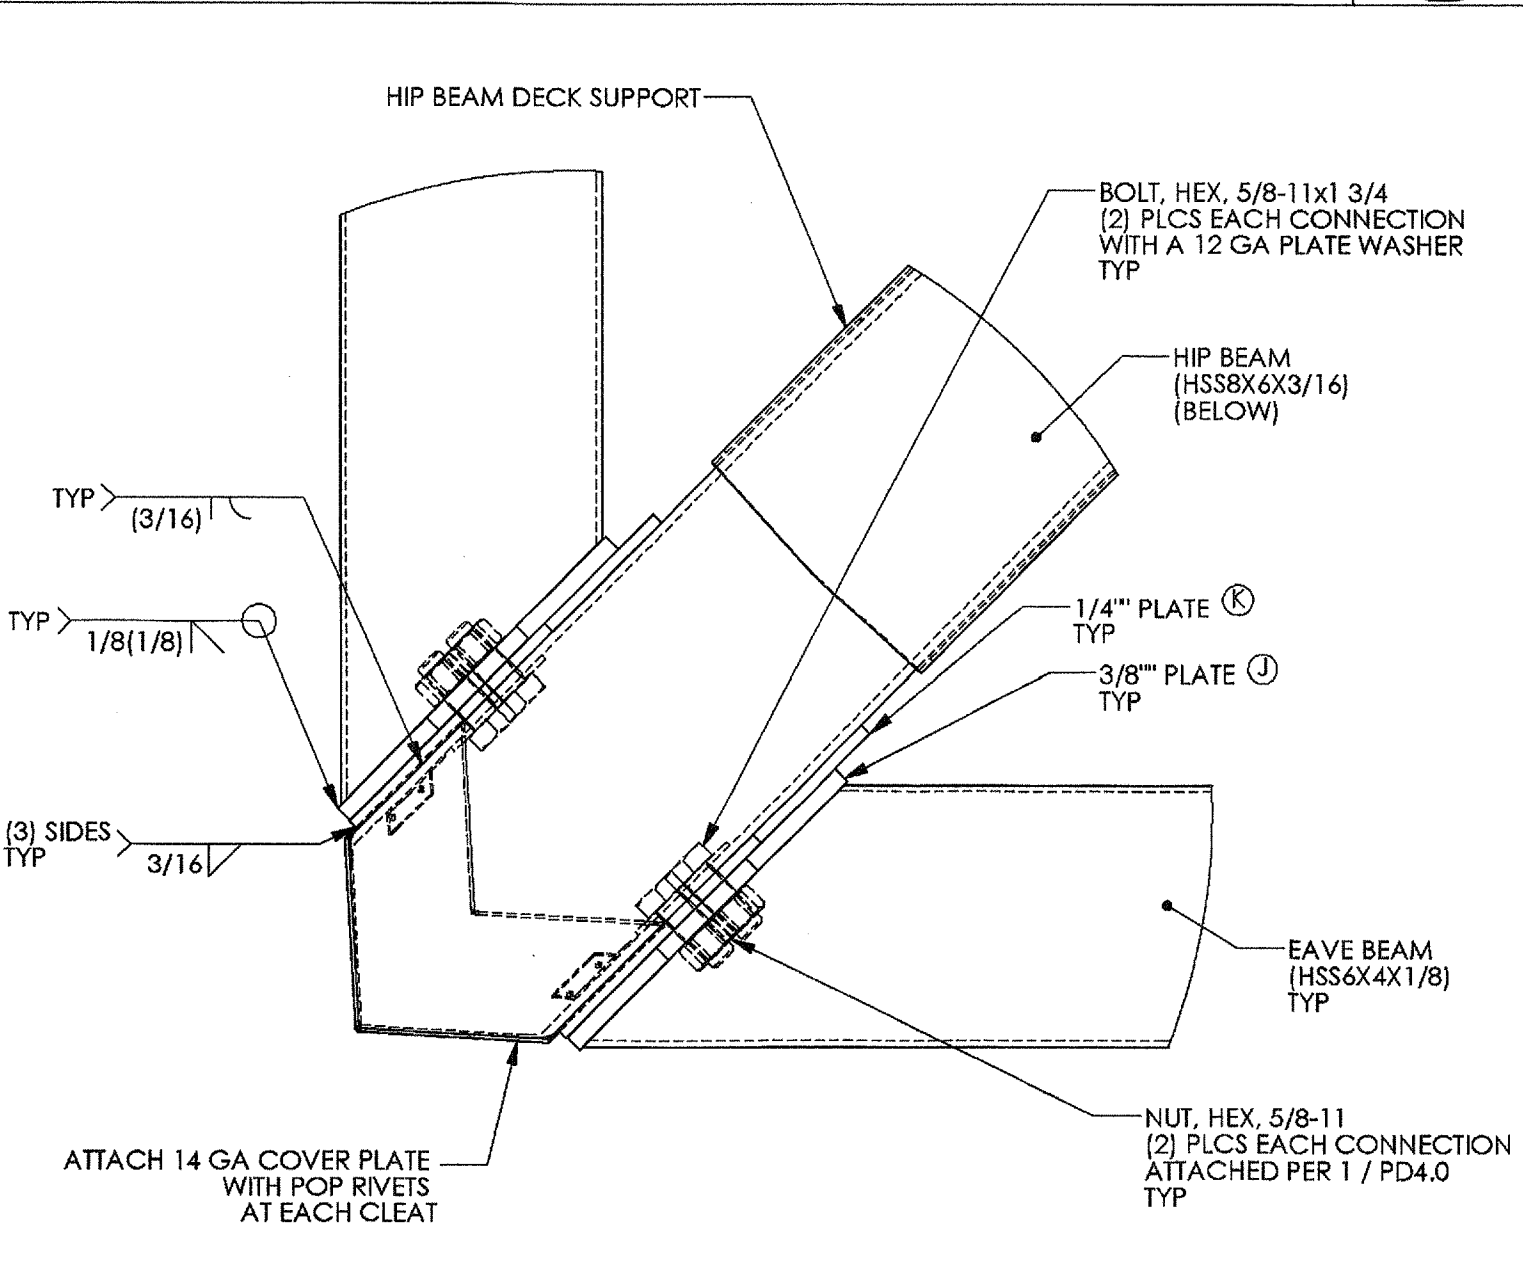 HIP BEAM DECK SUPPORT
BOLT, HEX, 5/8-11x1 3/4
(2) PLCS EACH CONNECTION
WITH A 12 GA PLATE WASHER
TYP
HIP BEAM
(HSS8X6X3/16)
(BELOW)
TYP
(3/16)
TYP
1/8(1/8)
1/4"" PLATE K
TYP
3/8"" PLATE J
TYP
(3) SIDES
TYP
3/16
EAVE BEAM
(HSS6X4X1/8)
TYP
NUT, HEX, 5/8-11
(2) PLCS EACH CONNECTION
ATTACHED PER 1 / PD4.0
TYP
ATTACH 14 GA COVER PLATE
WITH POP RIVETS
AT EACH CLEAT